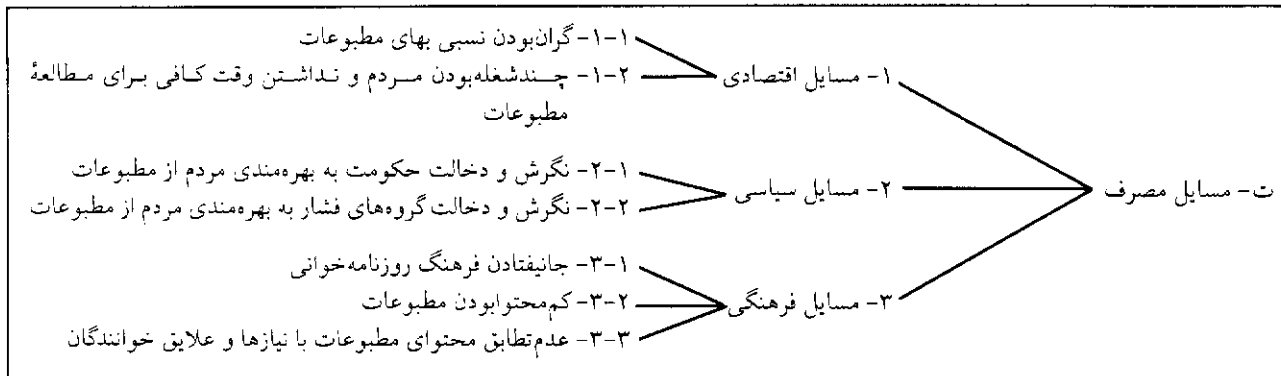 ت- مسایل مصرف
۱- مسایل اقتصادی
۱-۱- گران‌بودن نسبی بهای مطبوعات
۱-۲- چندشغله‌بودن مردم و نداشتن وقت کافی برای مطالعهٔ
مطبوعات
۲- مسایل سیاسی
۲-۱- نگرش و دخالت حکومت به بهره‌مندی مردم از مطبوعات
۲-۲- نگرش و دخالت گروه‌های فشار به بهره‌مندی مردم از مطبوعات
۳- مسایل فرهنگی
۳-۱- جانیفتادن فرهنگ روزنامه‌خوانی
۳-۲- کم‌محتوابودن مطبوعات
۳-۳- عدم‌تطابق محتوای مطبوعات با نیازها و علایق خوانندگان